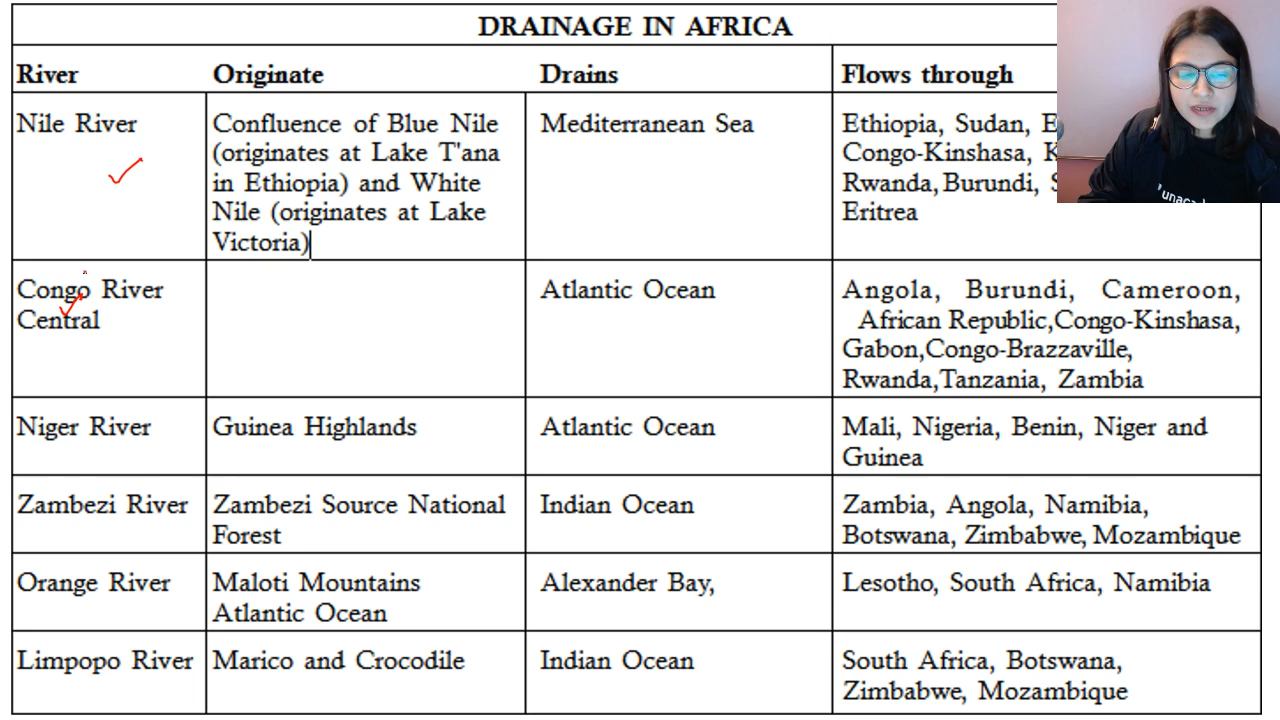 DRAINAGE IN AFRICA
River Originate Drains Flows through
Nile River
Confluence of Blue Nile
(originates at Lake T'ana
in Ethiopia) and White
Nile (originates at Lake
Victoria)
Mediterranean Sea
Ethiopia, Sudan,
Congo-Kinshasa,
Rwanda, Burundi,
Eritrea
Congo River
Central
Atlantic Ocean
Angola, Burundi, Cameroon,
African Republic,Congo-Kinshasa,
Gabon,Congo-Brazzaville,
Rwanda,Tanzania, Zambia
Niger River
Guinea Highlands
Atlantic Ocean
Mali, Nigeria, Benin, Niger and
Guinea
Zambezi River
Zambezi Source National
Forest
Indian Ocean
Zambia, Angola, Namibia,
Botswana, Zimbabwe, Mozambique
Orange River
Maloti Mountains
Atlantic Ocean
Alexander Bay,
Lesotho, South Africa, Namibia
Limpopo River
Marico and Crocodile
Indian Ocean
South Africa, Botswana,
Zimbabwe, Mozambique